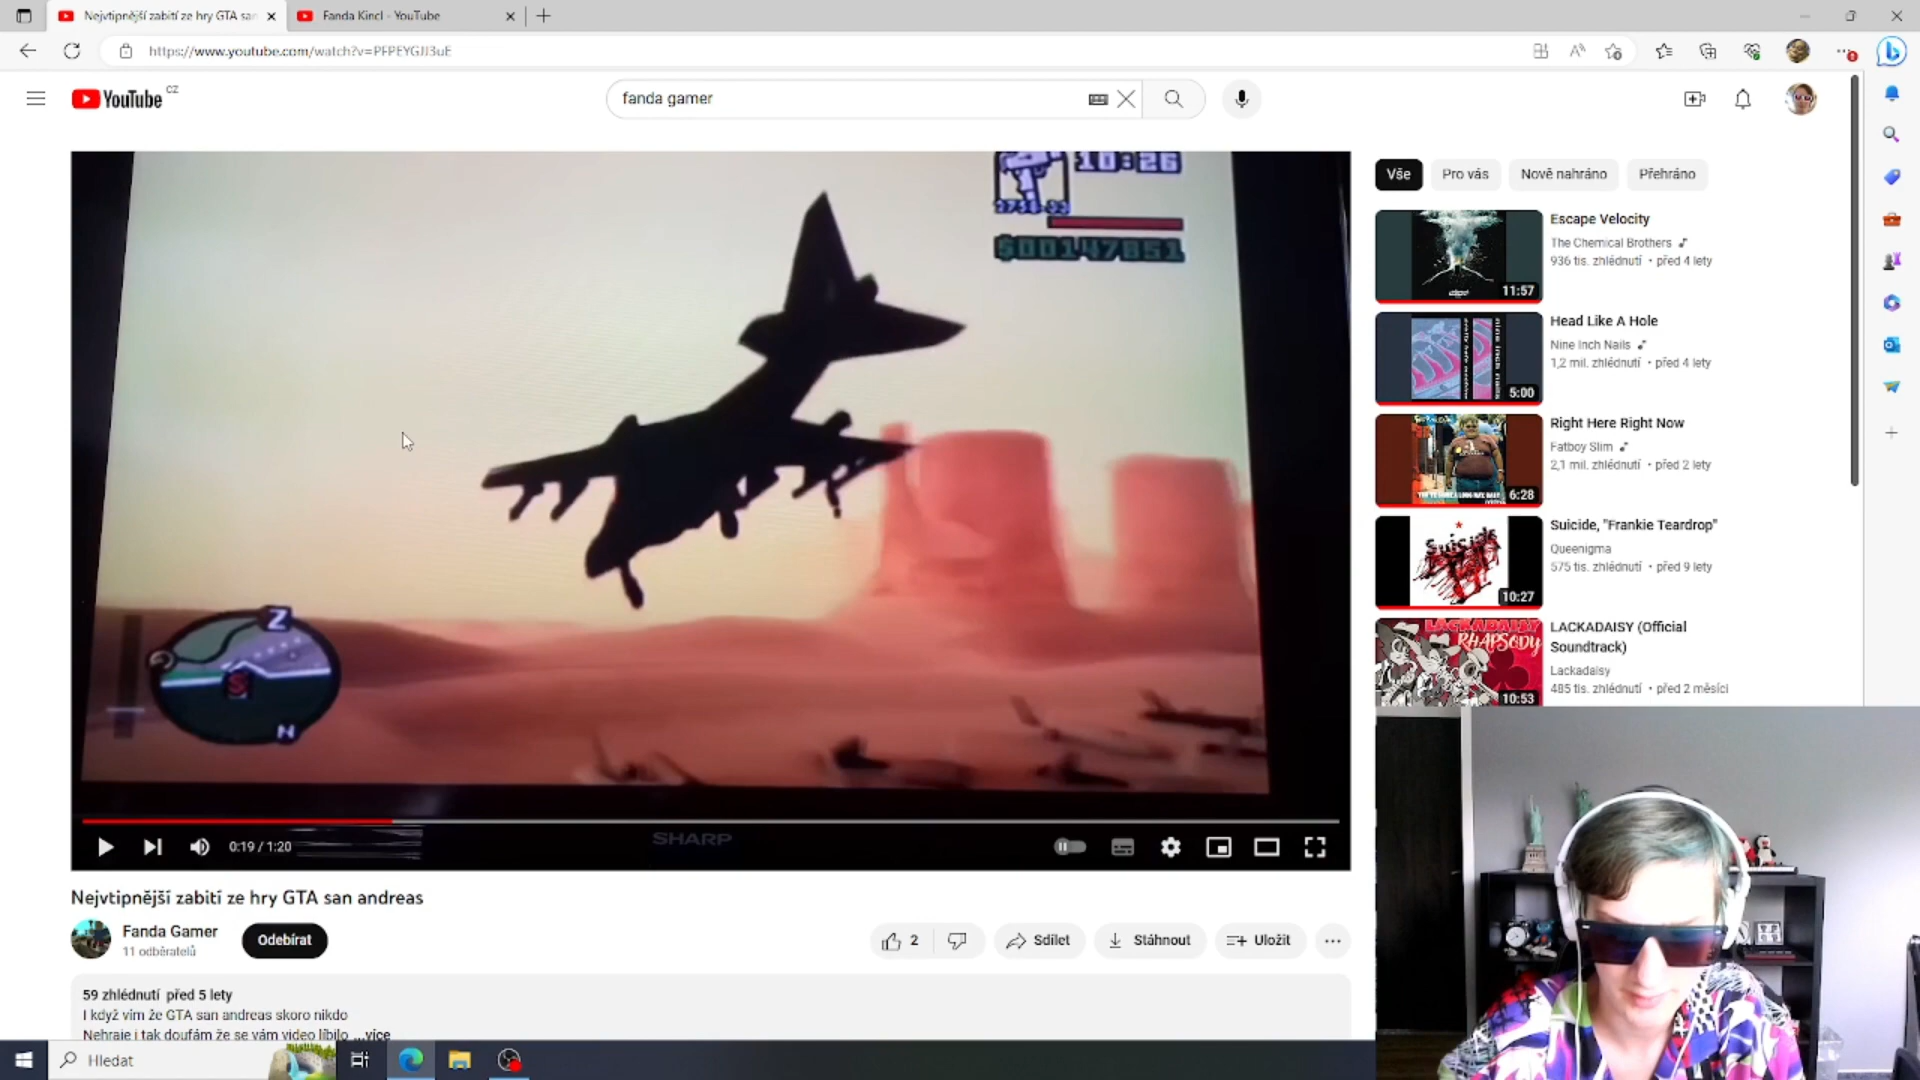 Nejvtipnější zabití ze hry GTA san
Fanda Kincl - YouTube
https://www.youtube.com/watch?v=PFPEYGJJ3uE
YouTube CZ
fanda gamer
10:26
$00147851
Z
N
SHARP
0:19 / 1:20
Nejvtipnější zabití ze hry GTA san andreas
Fanda Gamer
11 odběratelů
Odebírat
2
Sdílet
Stáhnout
Uložit
59 zhlédnutí před 5 lety
I když vím že GTA san andreas skoro nikdo
Nehraje i tak doufám že se vám video líbilo ...více
Vše
Pro vás
Nově nahráno
Přehráno
Escape Velocity
The Chemical Brothers
936 tis. zhlédnutí • před 4 lety
11:57
Head Like A Hole
Nine Inch Nails
1,2 mil. zhlédnutí • před 4 lety
5:00
Right Here Right Now
Fatboy Slim
2,1 mil. zhlédnutí • před 2 lety
6:28
Suicide, "Frankie Teardrop"
Queenigma
575 tis. zhlédnutí • před 9 lety
suicide
10:27
LACKADAISY (Official
Soundtrack)
Lackadaisy
485 tis. zhlédnutí • před 2 měsíci
LACKADAISY
RHAPSODY
10:53
Hledat